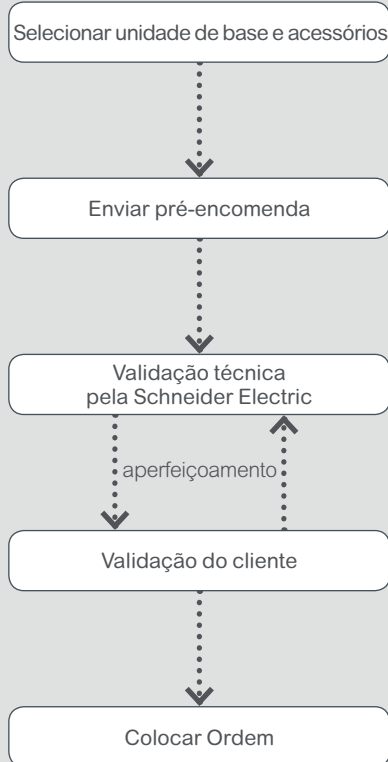 Selecionar unidade de base e acessórios
Enviar pré-encomenda
Validação técnica
pela Schneider Electric
aperfeiçoamento
Validação do cliente
Colocar Ordem